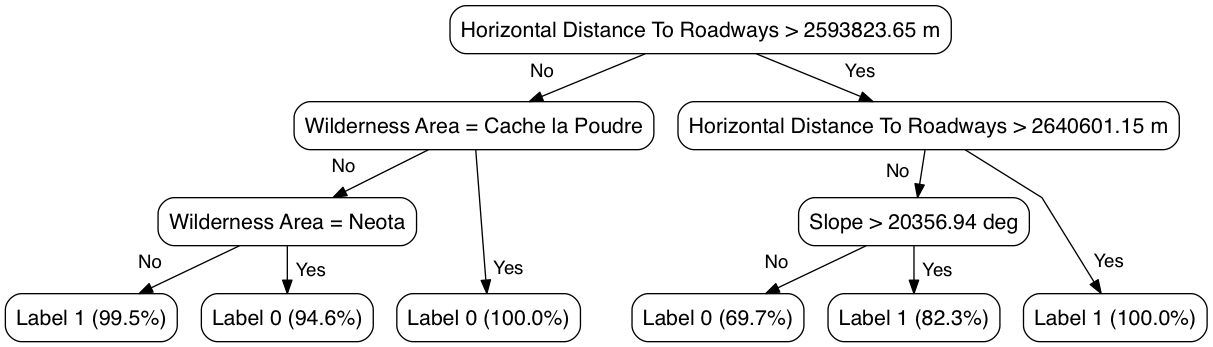 Horizontal Distance To Roadways > 2593823.65 m
No
Yes
Wilderness Area = Cache la Poudre
Horizontal Distance To Roadways > 2640601.15 m
No
No
Wilderness Area = Neota
Slope > 20356.94 deg
No
Yes
Yes
No
Yes
Yes
Label 1 (99.5%)
Label 0 (94.6%)
Label 0 (100.0%)
Label 0 (69.7%)
Label 1 (82.3%)
Label 1 (100.0%)